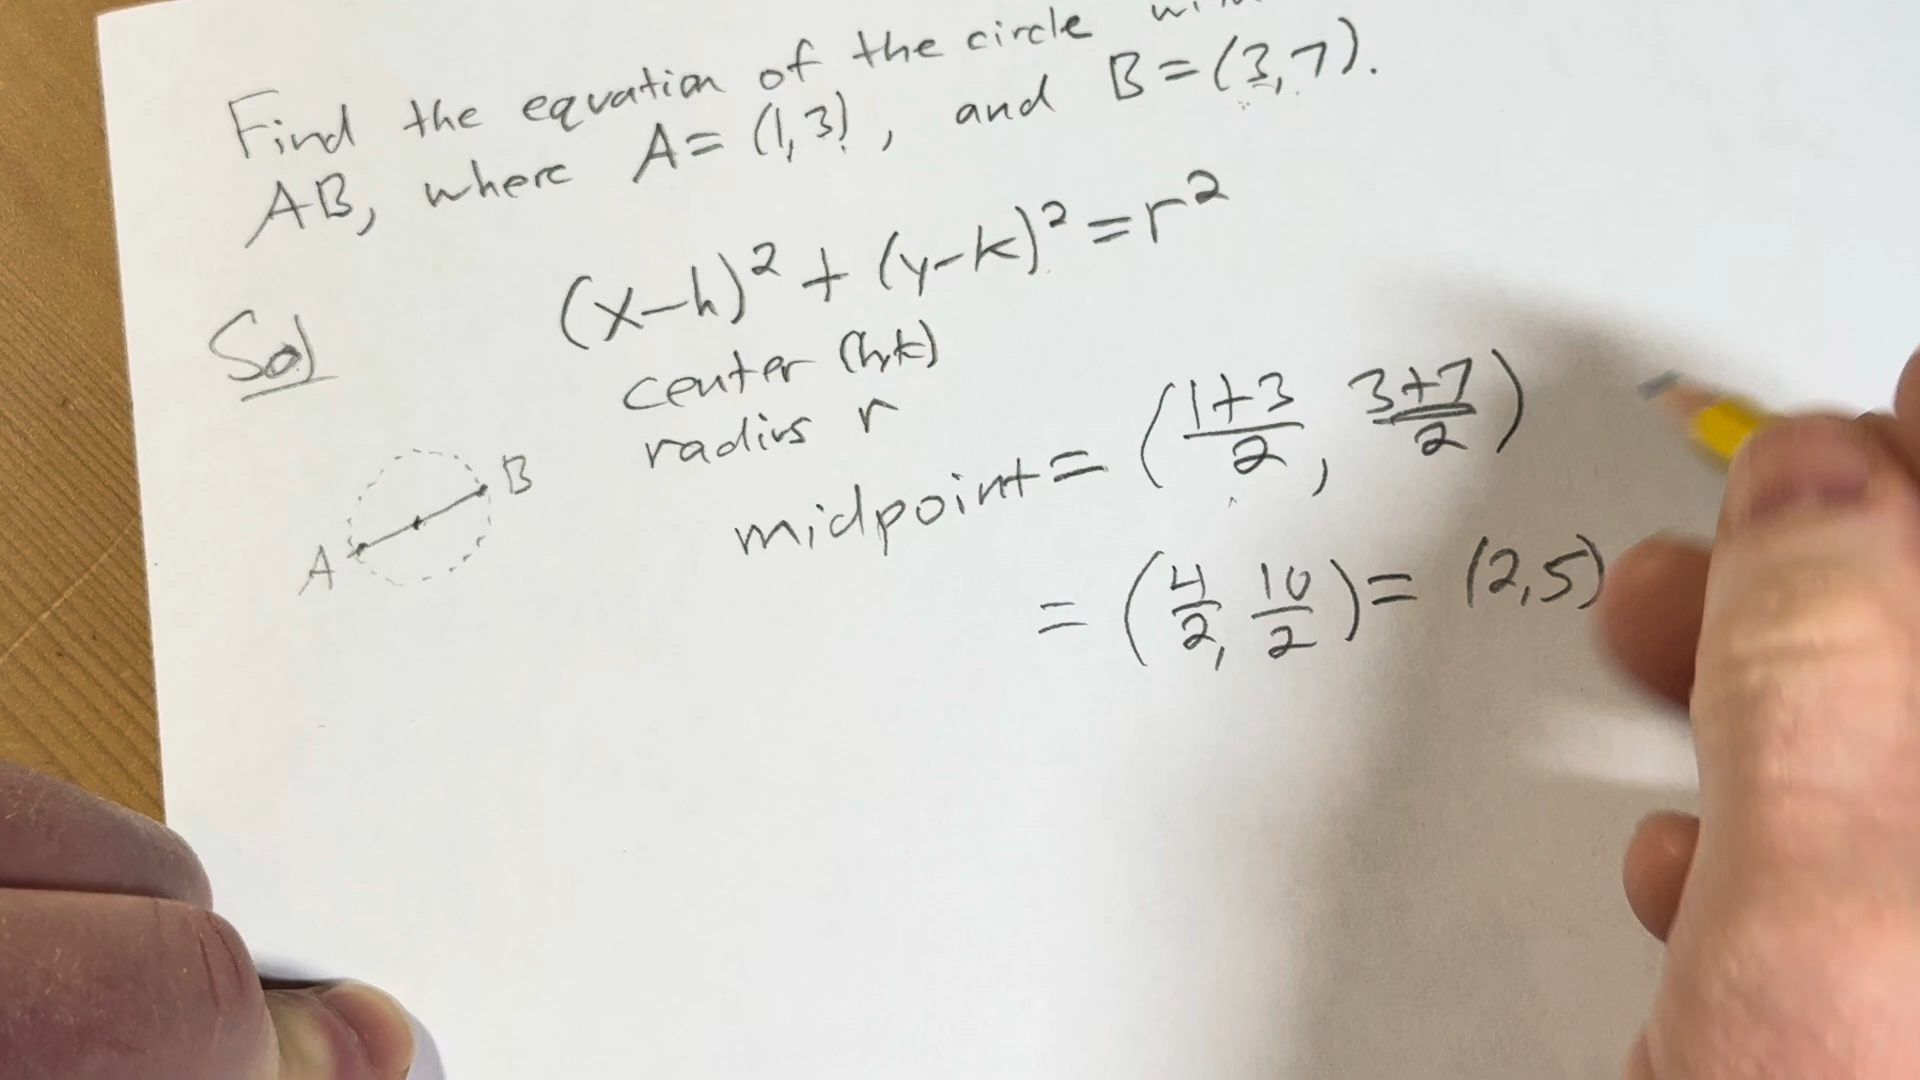 Find the equation of the circle
AB, where A = (1,3), and B = (3,7).
Sol
(x-h)² + (y-k)² = r²
center (h,k)
radius r
midpoint = (1+3/2, 3+7/2)
= (4/2, 10/2) = (2,5)
A
B